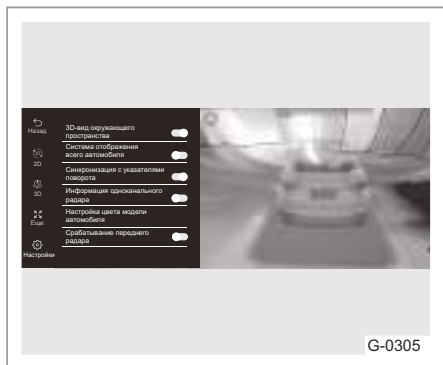 Назад
2D
3D
Еще
Настройки
3D-вид окружающего
пространства
Система отображения
всего автомобиля
Синхронизация с указателями
поворота
Информация одноканального
радара
Настройка цвета модели
автомобиля
Срабатывание переднего
радара
G-0305